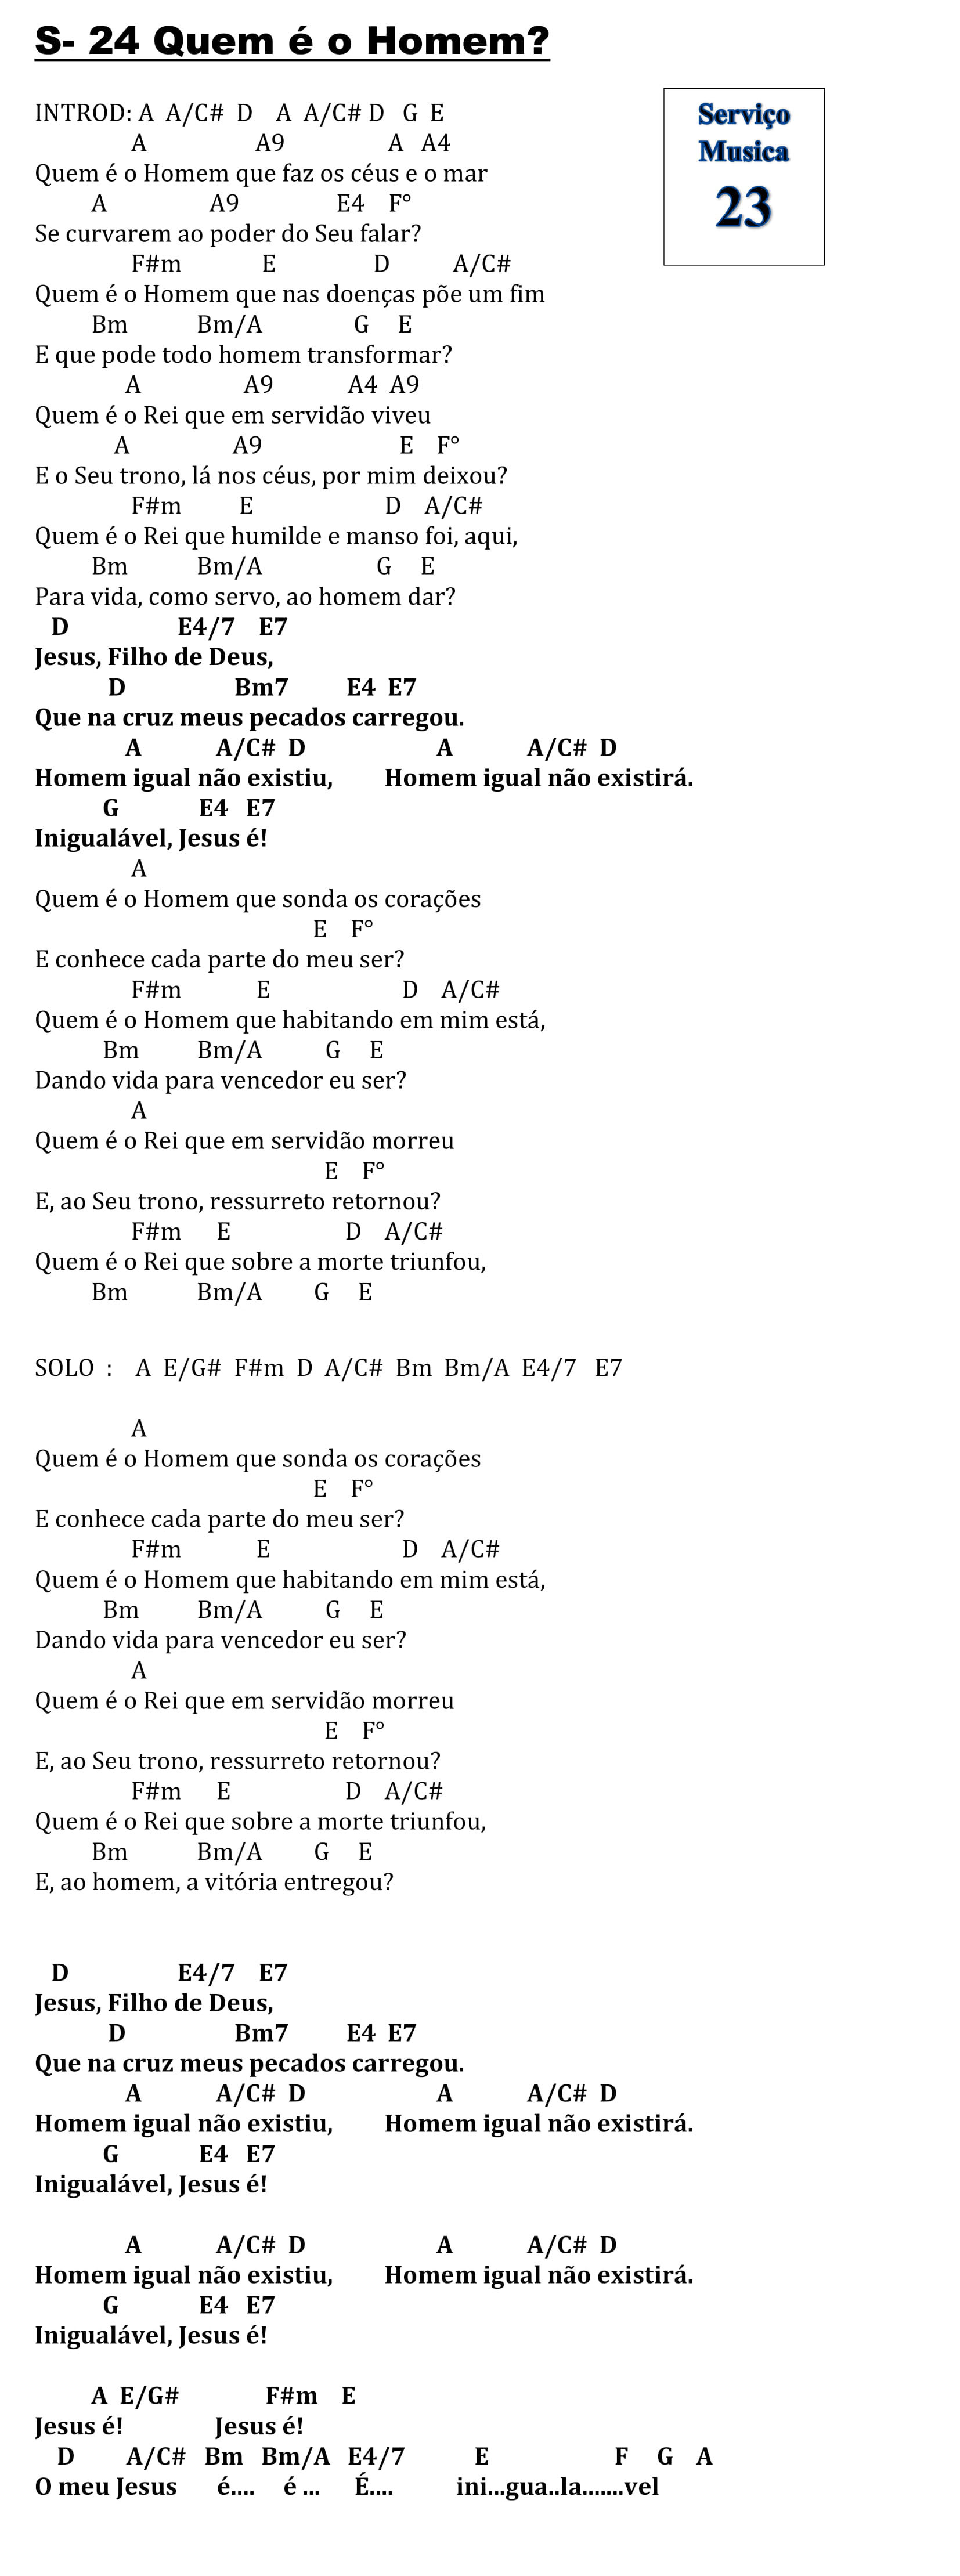 S- 24 Quem é o Homem?
Serviço
Musica
23
INTROD: A  A/C#  D    A  A/C# D   G  E
A                   A9                  A   A4
Quem é o Homem que faz os céus e o mar
A                  A9                 E4    F°
Se curvarem ao poder do Seu falar?
F#m              E                 D           A/C#
Quem é o Homem que nas doenças põe um fim
Bm            Bm/A                G     E
E que pode todo homem transformar?
A                  A9             A4  A9
Quem é o Rei que em servidão viveu
A                  A9                        E    F°
E o Seu trono, lá nos céus, por mim deixou?
F#m          E                       D    A/C#
Quem é o Rei que humilde e manso foi, aqui,
Bm            Bm/A                    G     E
Para vida, como servo, ao homem dar?
D                   E4/7    E7
Jesus, Filho de Deus,
D                   Bm7          E4  E7
Que na cruz meus pecados carregou.
A             A/C#  D                       A             A/C#  D
Homem igual não existiu,         Homem igual não existirá.
G              E4   E7
Inigualável, Jesus é!
A
Quem é o Homem que sonda os corações
E    F°
E conhece cada parte do meu ser?
F#m             E                       D    A/C#
Quem é o Homem que habitando em mim está,
Bm          Bm/A           G     E
Dando vida para vencedor eu ser?
A
Quem é o Rei que em servidão morreu
E    F°
E, ao Seu trono, ressurreto retornou?
F#m      E                    D    A/C#
Quem é o Rei que sobre a morte triunfou,
Bm            Bm/A         G     E
SOLO  :    A  E/G#  F#m  D  A/C#  Bm  Bm/A  E4/7   E7
A
Quem é o Homem que sonda os corações
E    F°
E conhece cada parte do meu ser?
F#m             E                       D    A/C#
Quem é o Homem que habitando em mim está,
Bm          Bm/A           G     E
Dando vida para vencedor eu ser?
A
Quem é o Rei que em servidão morreu
E    F°
E, ao Seu trono, ressurreto retornou?
F#m      E                    D    A/C#
Quem é o Rei que sobre a morte triunfou,
Bm            Bm/A         G     E
E, ao homem, a vitória entregou?
D                   E4/7    E7
Jesus, Filho de Deus,
D                   Bm7          E4  E7
Que na cruz meus pecados carregou.
A             A/C#  D                       A             A/C#  D
Homem igual não existiu,         Homem igual não existirá.
G              E4   E7
Inigualável, Jesus é!
A             A/C#  D                       A             A/C#  D
Homem igual não existiu,         Homem igual não existirá.
G              E4   E7
Inigualável, Jesus é!
A  E/G#               F#m    E
Jesus é!                Jesus é!
D         A/C#   Bm   Bm/A   E4/7            E                      F     G    A
O meu Jesus       é....     é ...      É....           ini...gua..la.......vel